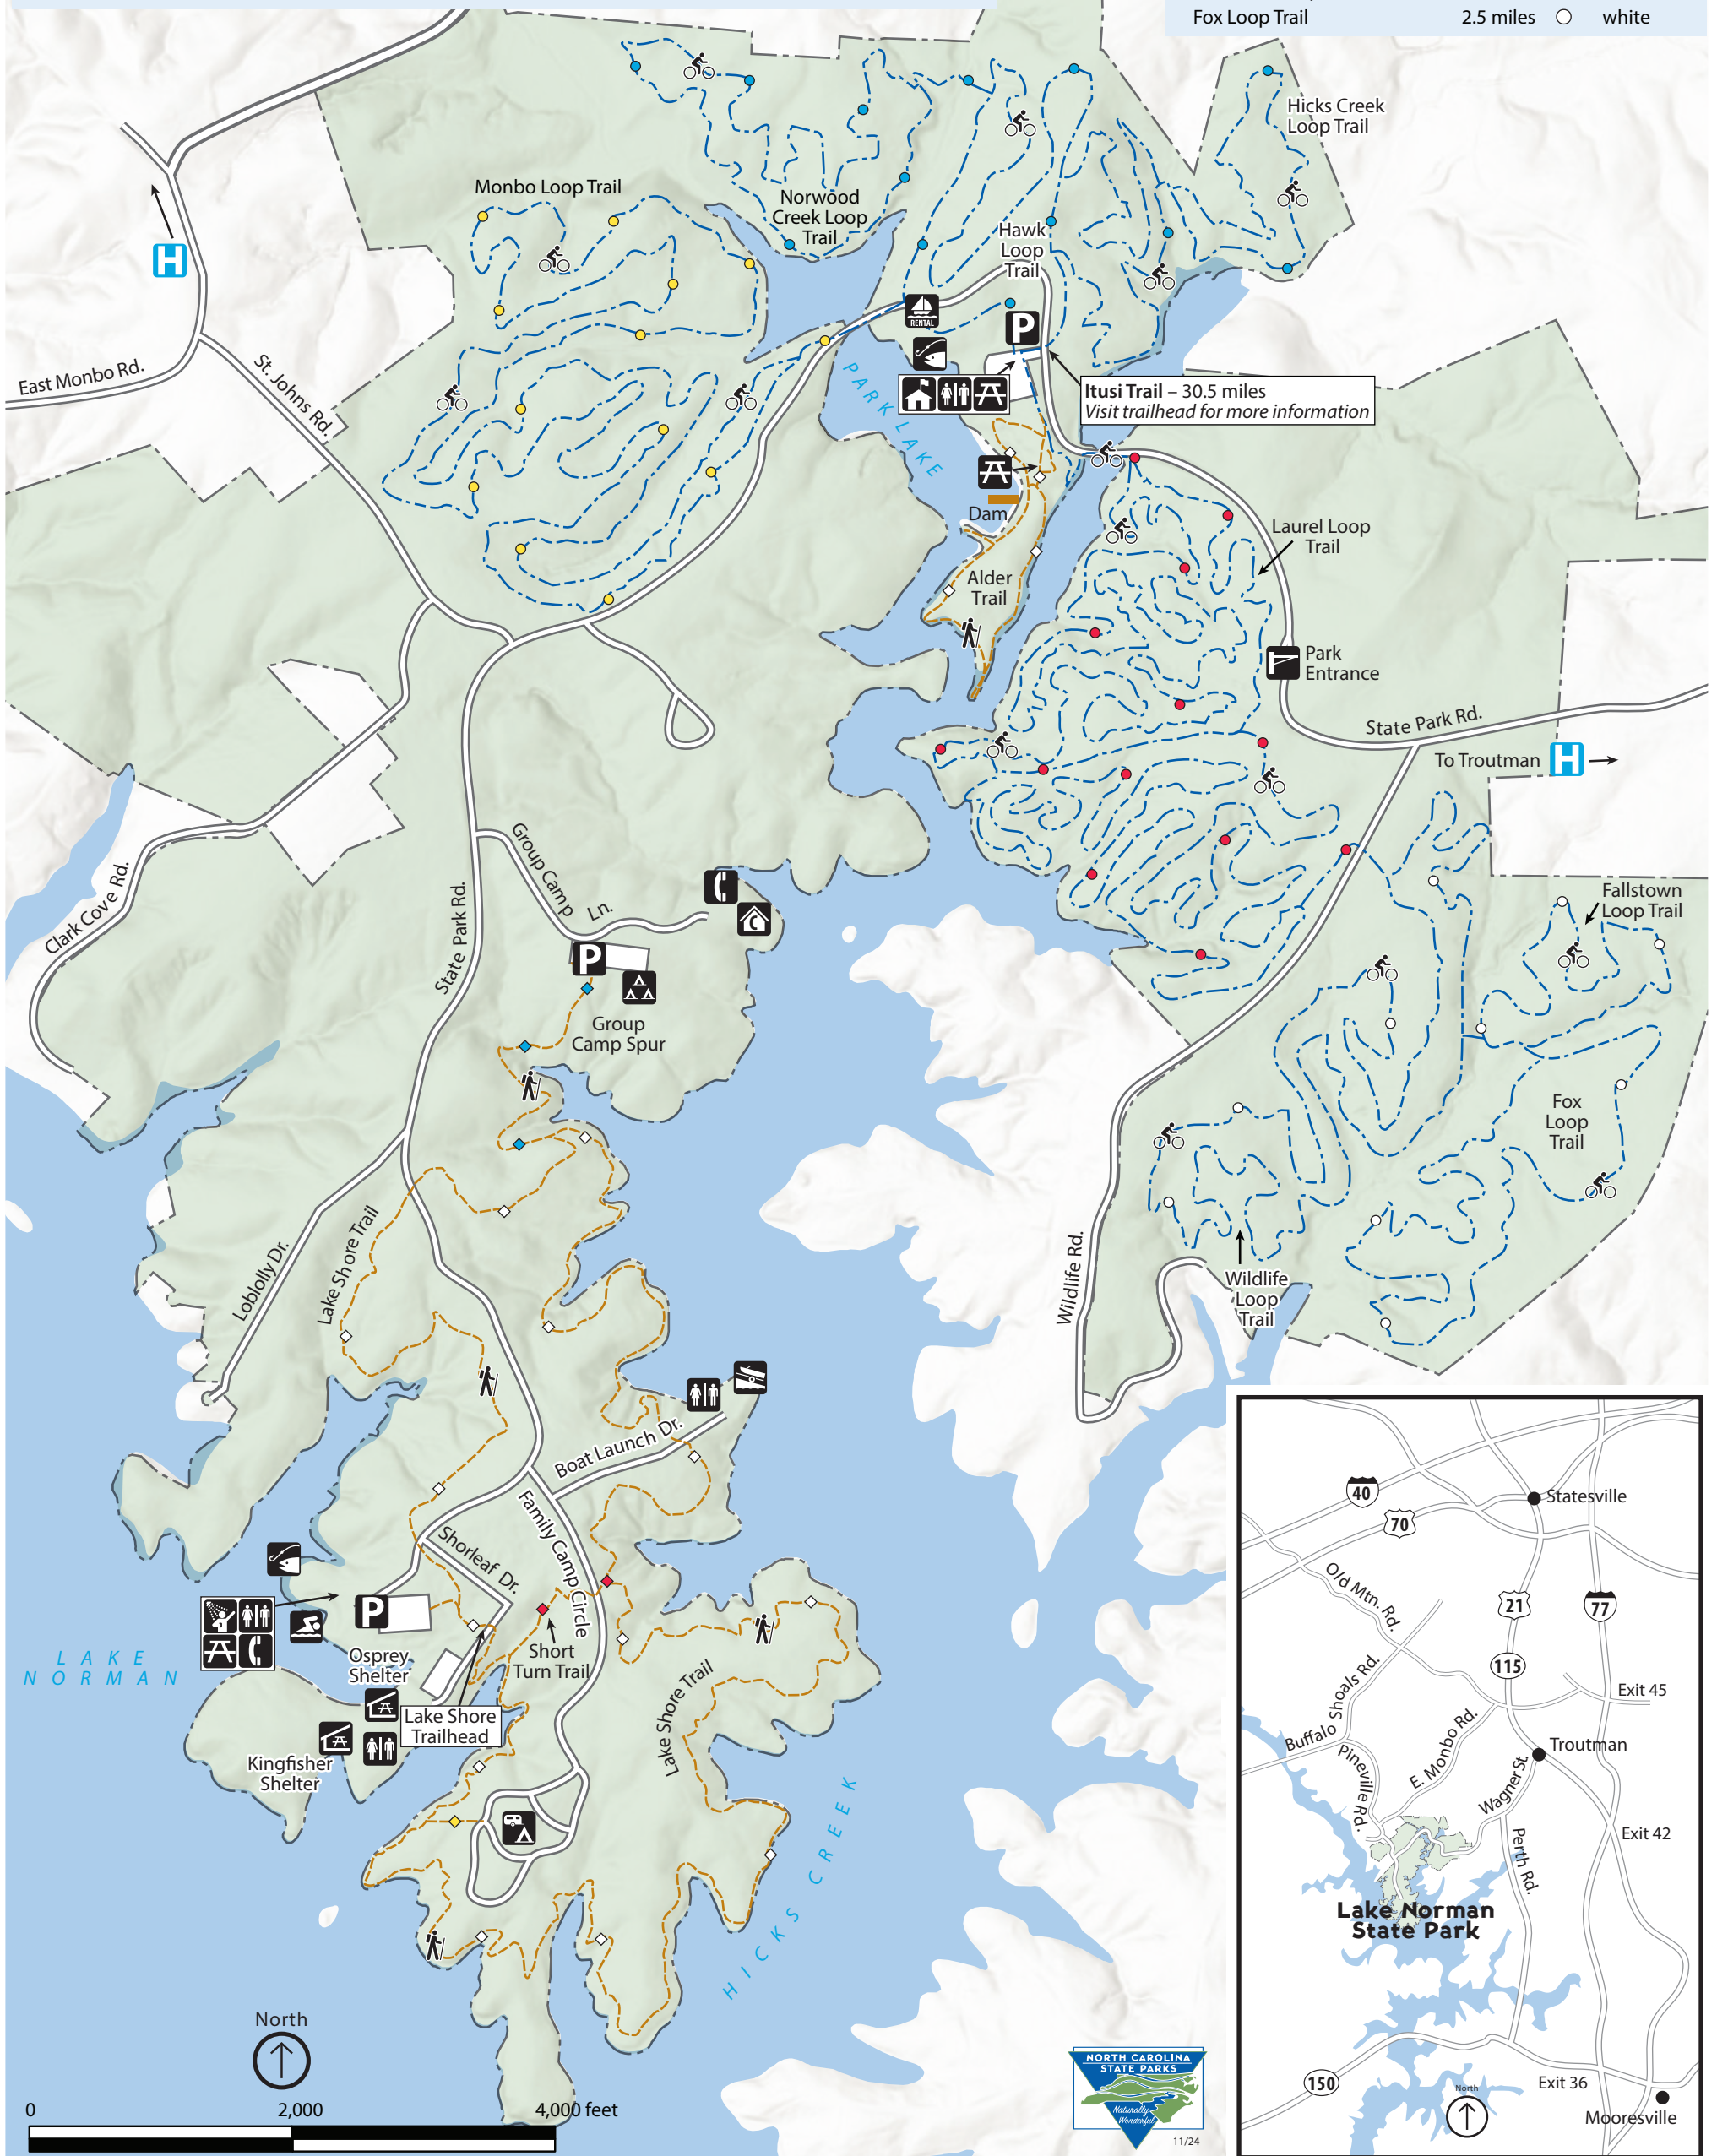 Fox Loop Trail 2.5 miles white
Hicks Creek
Loop Trail
Monbo Loop Trail
Norwood
Creek Loop
Trail
Hawk
Loop
Trail
H
RENTAL
P
East Monbo Rd.
St. Johns Rd.
PARK LAKE
Itusi Trail – 30.5 miles
Visit trailhead for more information
Dam
Laurel Loop
Trail
Alder
Trail
Park
Entrance
State Park Rd.
To Troutman H
Group Camp Ln.
Clark Cove Rd.
State Park Rd.
C
P
Group
Camp Spur
Fallstown
Loop Trail
Fox
Loop
Trail
Loblolly Dr.
Lake Shore Trail
Wildlife Rd.
Wildlife
Loop
Trail
Boat Launch Dr.
Family Camp Circle
Shorleaf Dr.
P
Short
Turn Trail
LAKE
NORMAN
Osprey
Shelter
Lake Shore
Trailhead
Kingfisher
Shelter
Lake Shore Trail
HICKS CREEK
North
0 2,000 4,000 feet
NORTH CAROLINA
STATE PARKS
Naturally
Wonderful
11/24
40
Statesville
70
Old Mtn. Rd.
21
77
115
Buffalo Shoals Rd.
Exit 45
E. Monbo Rd.
Troutman
Pineville Rd.
Wagner St.
Exit 42
Perth Rd.
Lake Norman
State Park
150
North
Exit 36
Mooresville